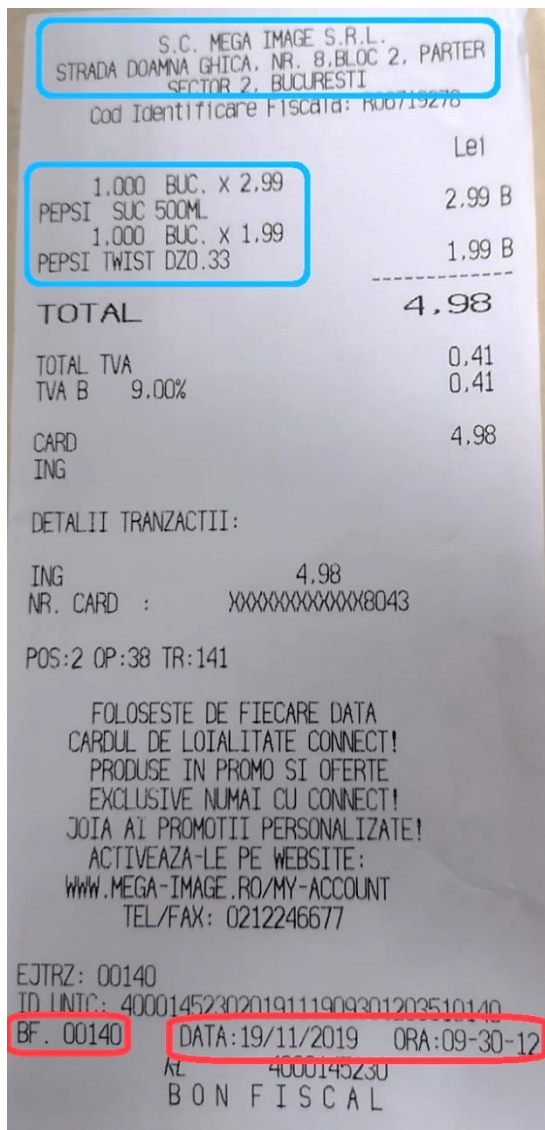 S.C. MEGA IMAGE S.R.L.
STRADA DOAMNA GHICA, NR. 8,BLOC 2, PARTER
SECTOR 2, BUCURESTI
Cod Identificare Fiscala: RO6719278
Lei
1.000 BUC. X 2,99
PEPSI SUC 500ML 2,99 B
1.000 BUC. X 1,99
PEPSI TWIST DZ0.33 1,99 B
TOTAL 4,98
TOTAL TVA 0,41
TVA B 9.00% 0,41
CARD 4,98
ING
DETALII TRANZACTII:
ING 4,98
NR. CARD : XXXXXXXXXXXX8043
POS:2 OP:38 TR:141
FOLOSESTE DE FIECARE DATA
CARDUL DE LOIALITATE CONNECT!
PRODUSE IN PROMO SI OFERTE
EXCLUSIVE NUMAI CU CONNECT!
JOIA AI PROMOTII PERSONALIZATE!
ACTIVEAZA-LE PE WEBSITE:
WWW.MEGA-IMAGE.RO/MY-ACCOUNT
TEL/FAX: 0212246677
EJTRZ: 00140
ID UNIC: 40001452302019111909301203510140
BF. 00140 DATA:19/11/2019 ORA:09-30-12
4000145230
BON FISCAL